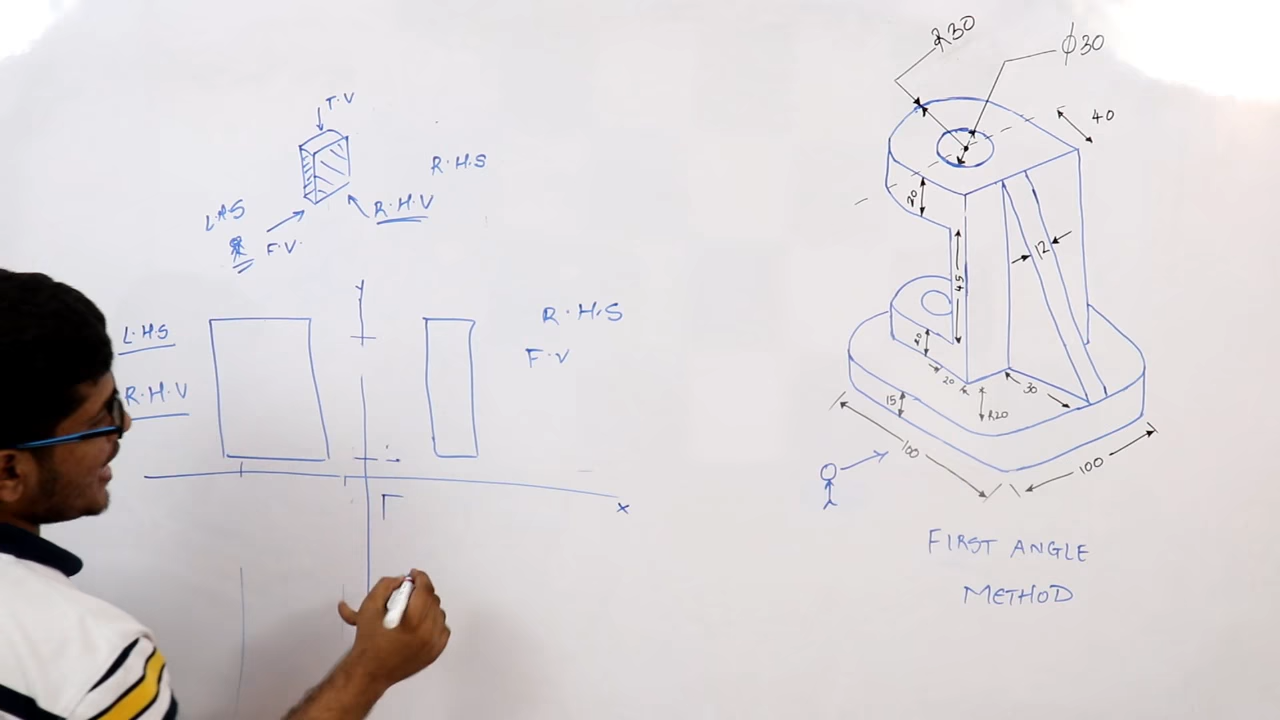 T.V
R.H.S
L.H.S
R.H.V
F.V.
Y
L.H.S
R.H.S
F.V
R.H.V
X
R30
φ30
40
20
12
45
20
20
30
15
R20
100
100
FIRST ANGLE
METHOD